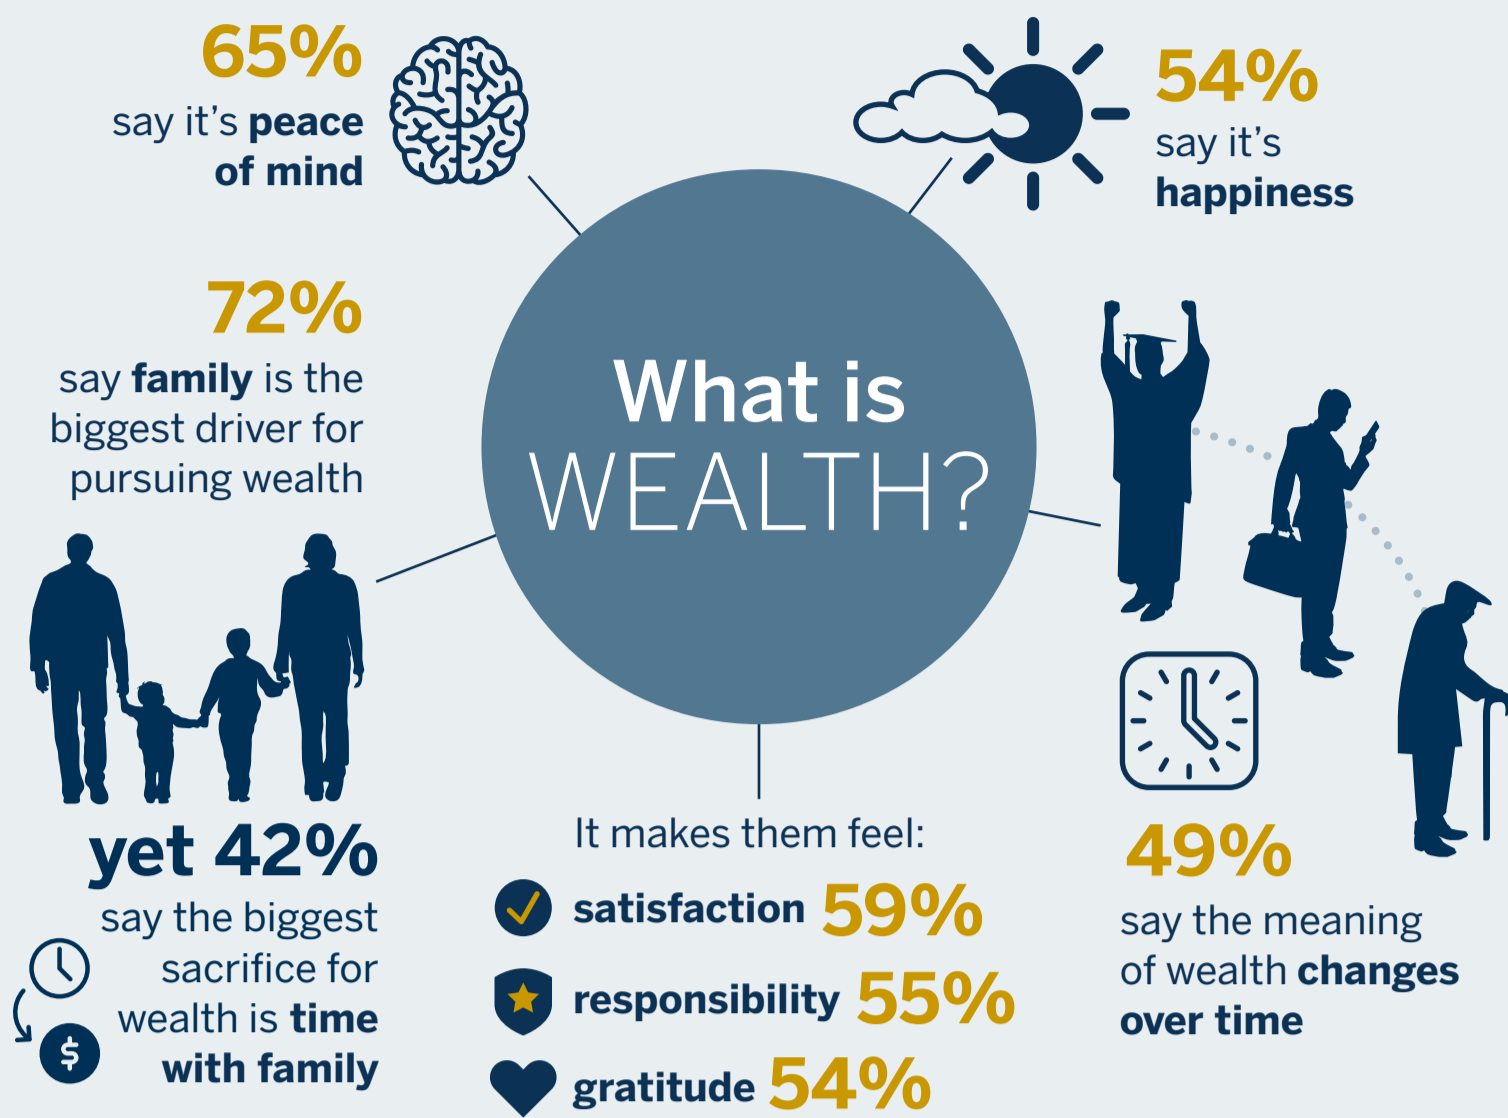 65%
say it's peace
of mind
54%
say it's
happiness
72%
say family is the
biggest driver for
pursuing wealth
What is
WEALTH?
yet 42%
say the biggest
sacrifice for
wealth is time
with family
$
It makes them feel:
satisfaction 59%
responsibility 55%
gratitude 54%
49%
say the meaning
of wealth changes
over time